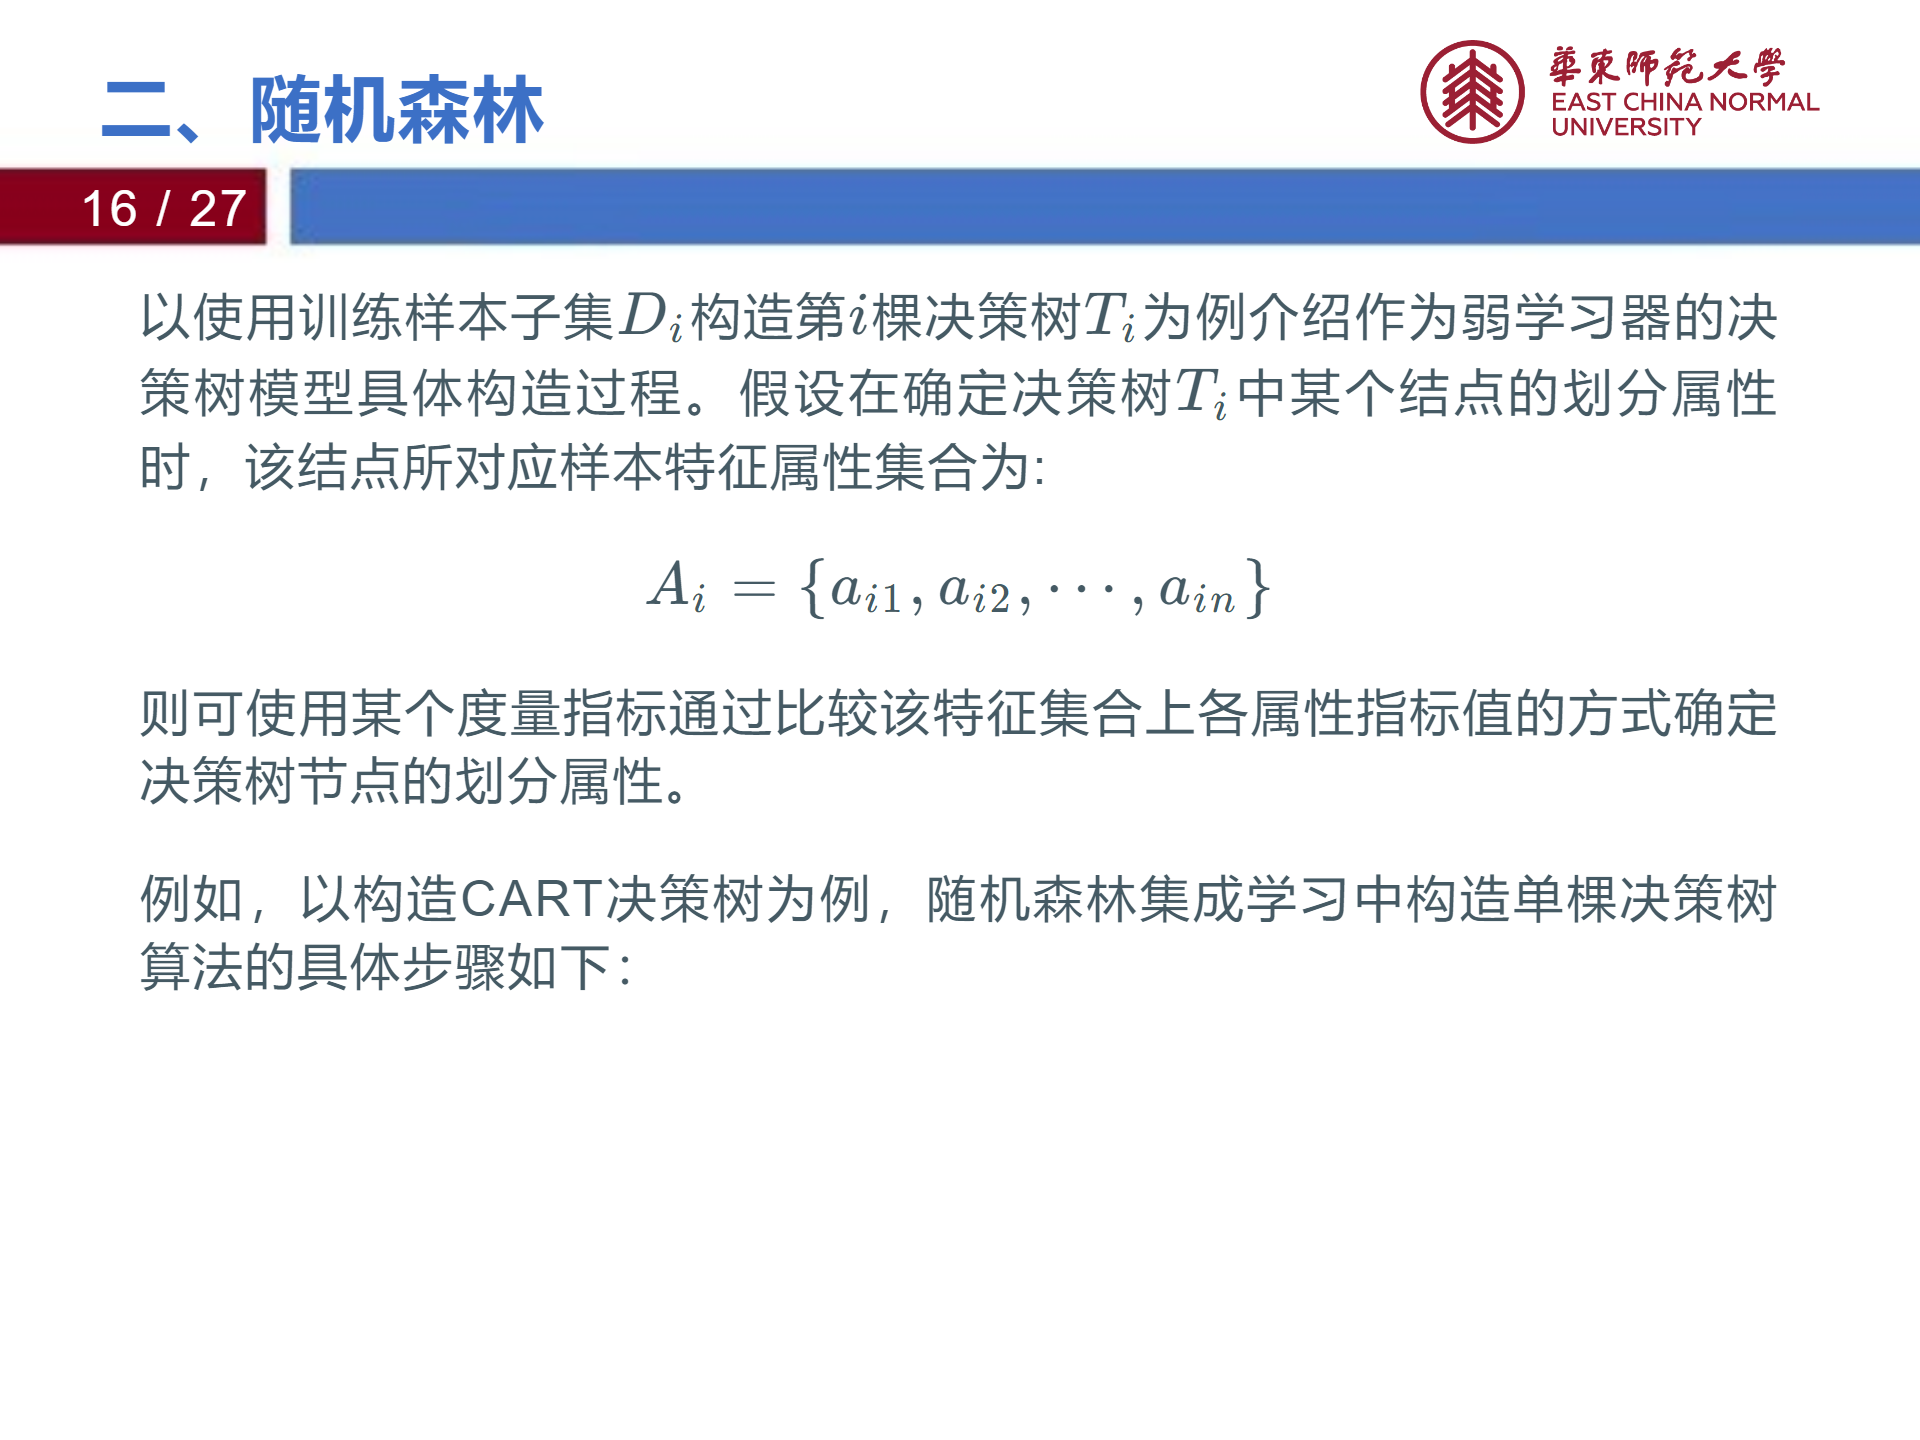 二、随机森林
華東師範大學
EAST CHINA NORMAL
UNIVERSITY
16 / 27
以使用训练样本子集D_i构造第i棵决策树T_i为例介绍作为弱学习器的决
策树模型具体构造过程。假设在确定决策树T_i中某个结点的划分属性
时，该结点所对应样本特征属性集合为:
A_i = {a_{i1}, a_{i2}, ⋯, a_{in}}
则可使用某个度量指标通过比较该特征集合上各属性指标值的方式确定
决策树节点的划分属性。
例如，以构造CART决策树为例，随机森林集成学习中构造单棵决策树
算法的具体步骤如下：